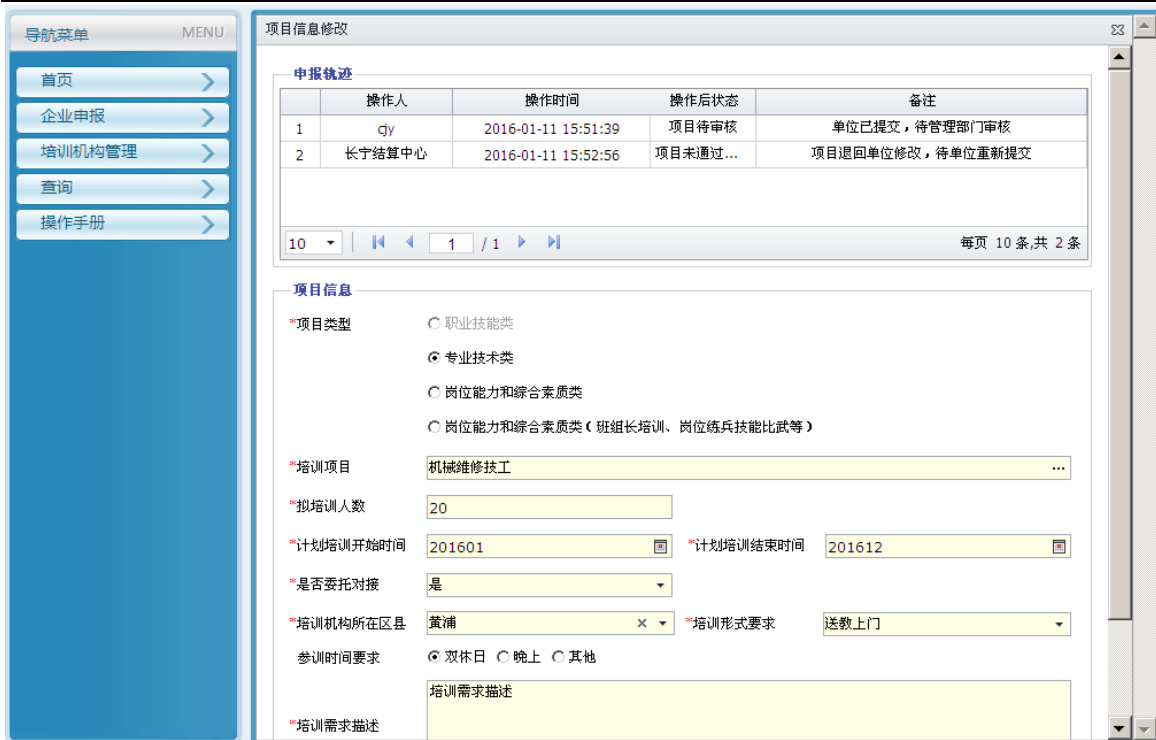 导航菜单 MENU
首页
企业申报
培训机构管理
查询
操作手册
项目信息修改
申报轨迹
操作人 操作时间 操作后状态 备注
1 cjy 2016-01-11 15:51:39 项目待审核 单位已提交，待管理部门审核
2 长宁结算中心 2016-01-11 15:52:56 项目未通过... 项目退回单位修改，待单位重新提交
10 1 / 1 每页 10 条,共 2 条
项目信息
*项目类型 职业技能类
专业技术类
岗位能力和综合素质类
岗位能力和综合素质类（班组长培训、岗位练兵技能比武等）
*培训项目 机械维修技工 ...
*拟培训人数 20
*计划培训开始时间 201601 *计划培训结束时间 201612
*是否委托对接 是
*培训机构所在区县 黄浦 *培训形式要求 送教上门
参训时间要求 双休日 晚上 其他
培训需求描述
*培训需求描述